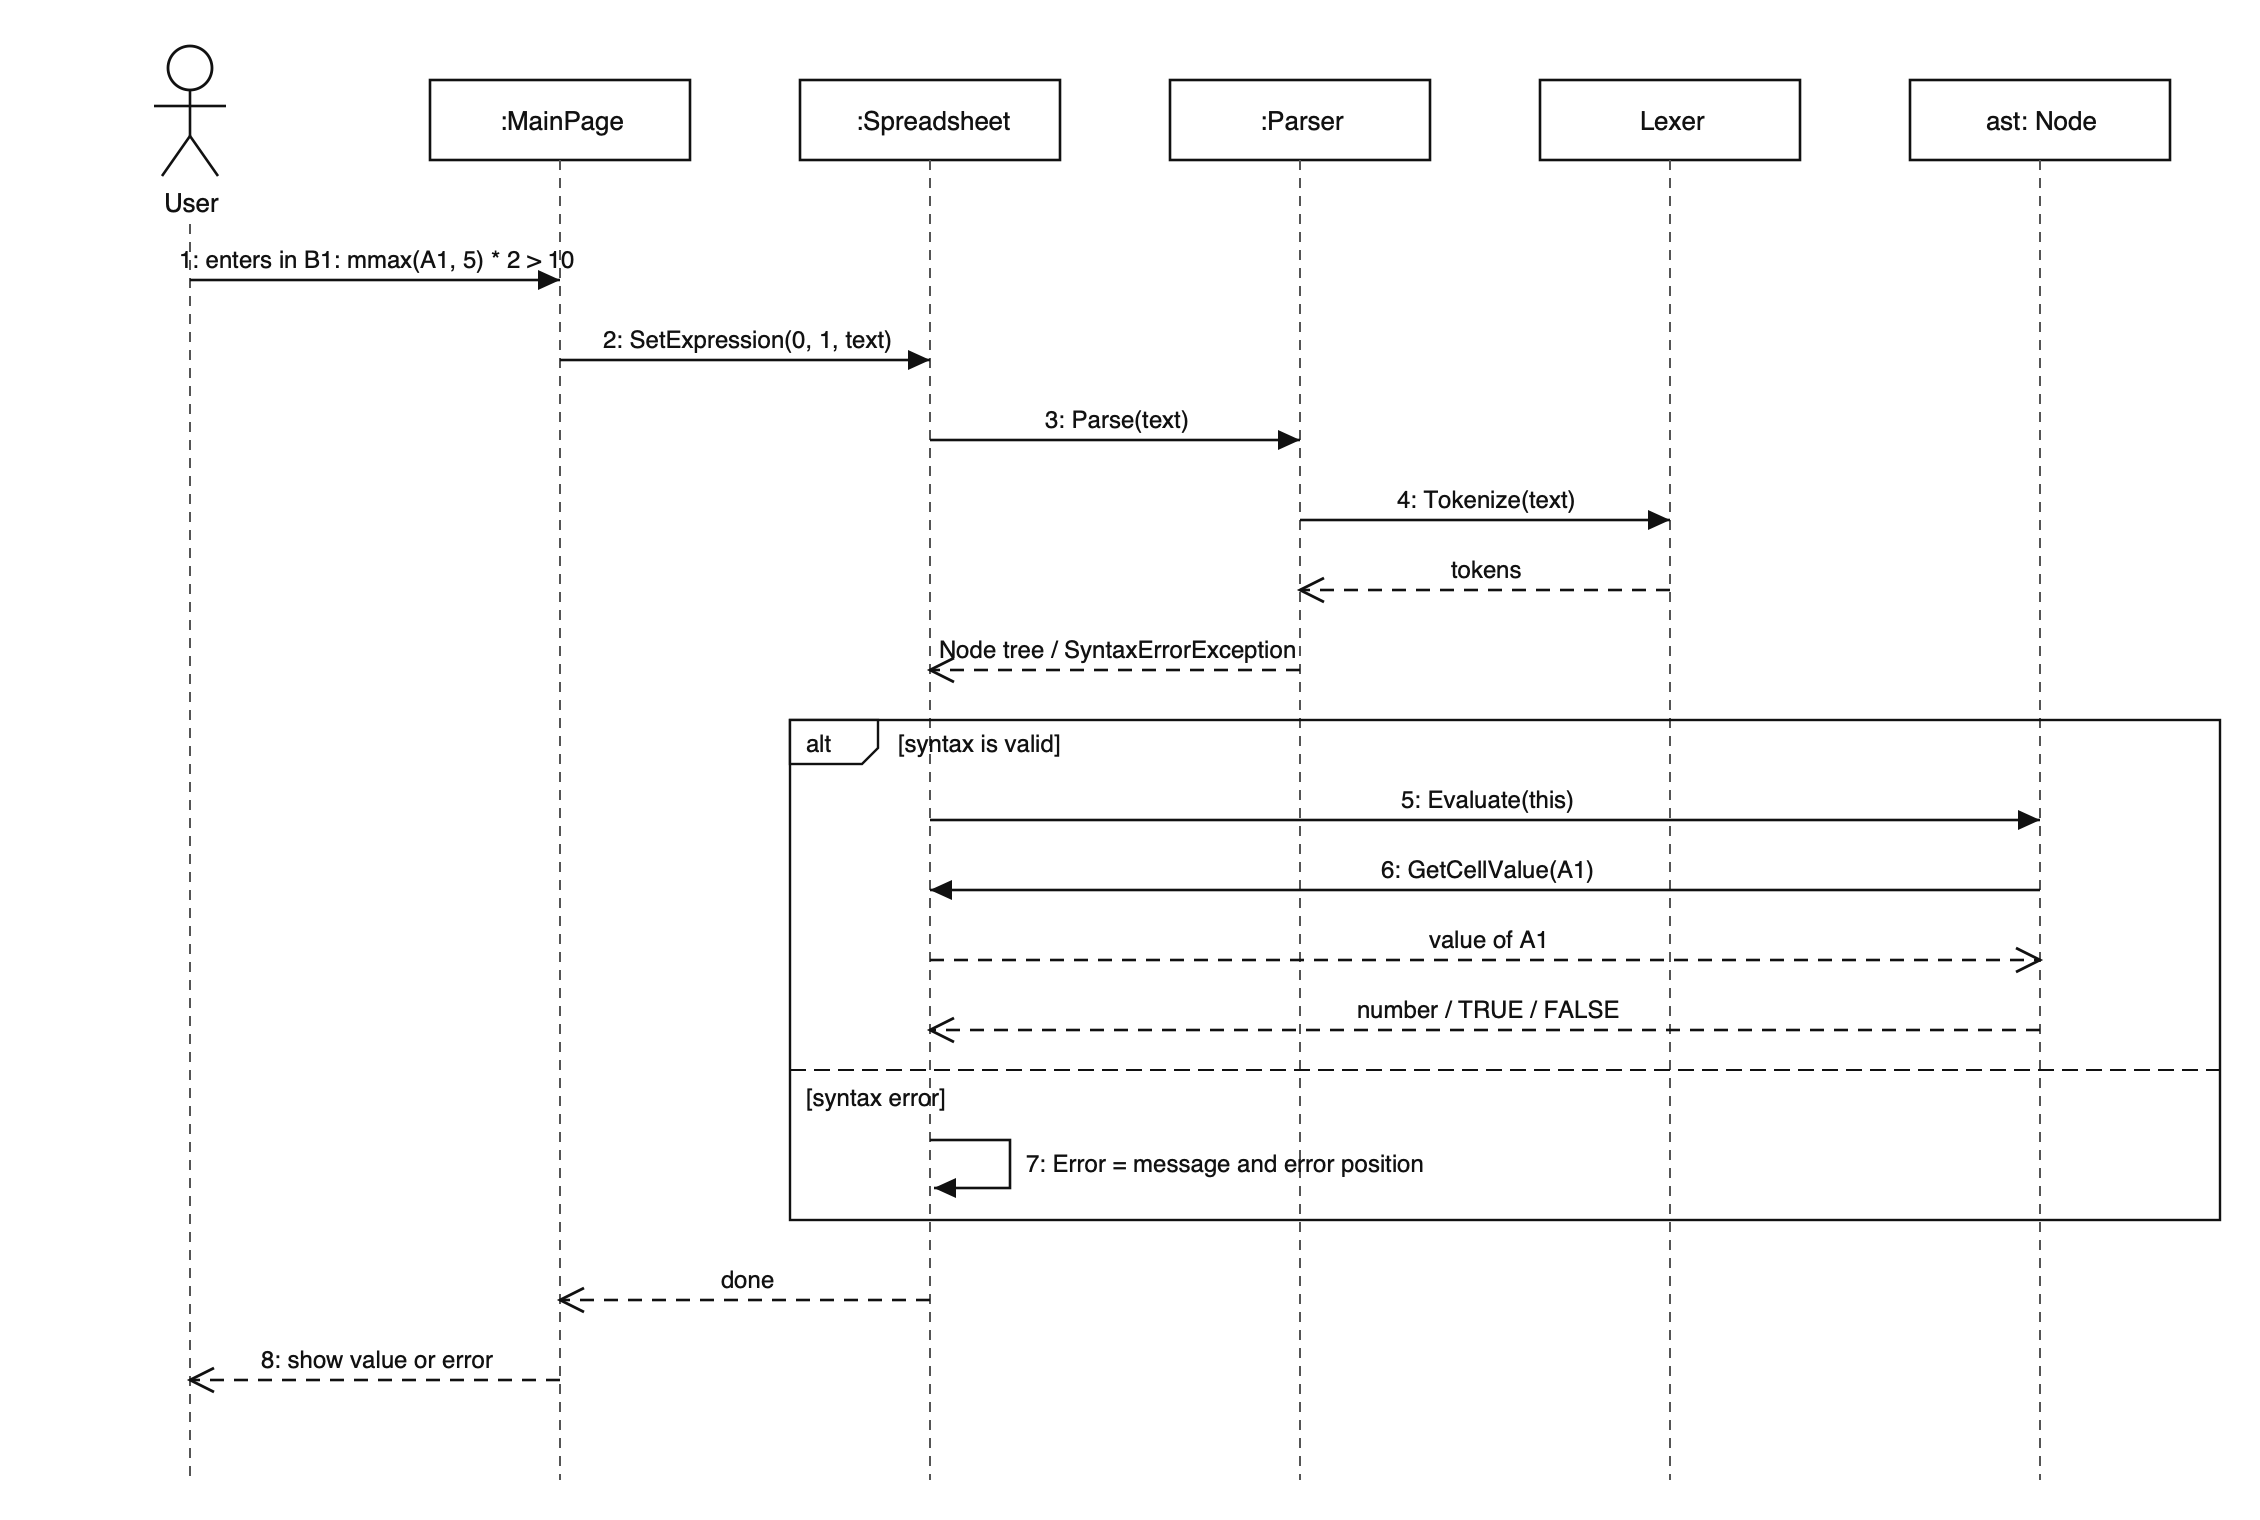 :MainPage
:Spreadsheet
:Parser
Lexer
ast: Node
User
1: enters in B1: mmax(A1, 5) * 2 > 10
2: SetExpression(0, 1, text)
3: Parse(text)
4: Tokenize(text)
tokens
Node tree / SyntaxErrorException
alt
[syntax is valid]
5: Evaluate(this)
6: GetCellValue(A1)
value of A1
number / TRUE / FALSE
[syntax error]
7: Error = message and error position
done
8: show value or error